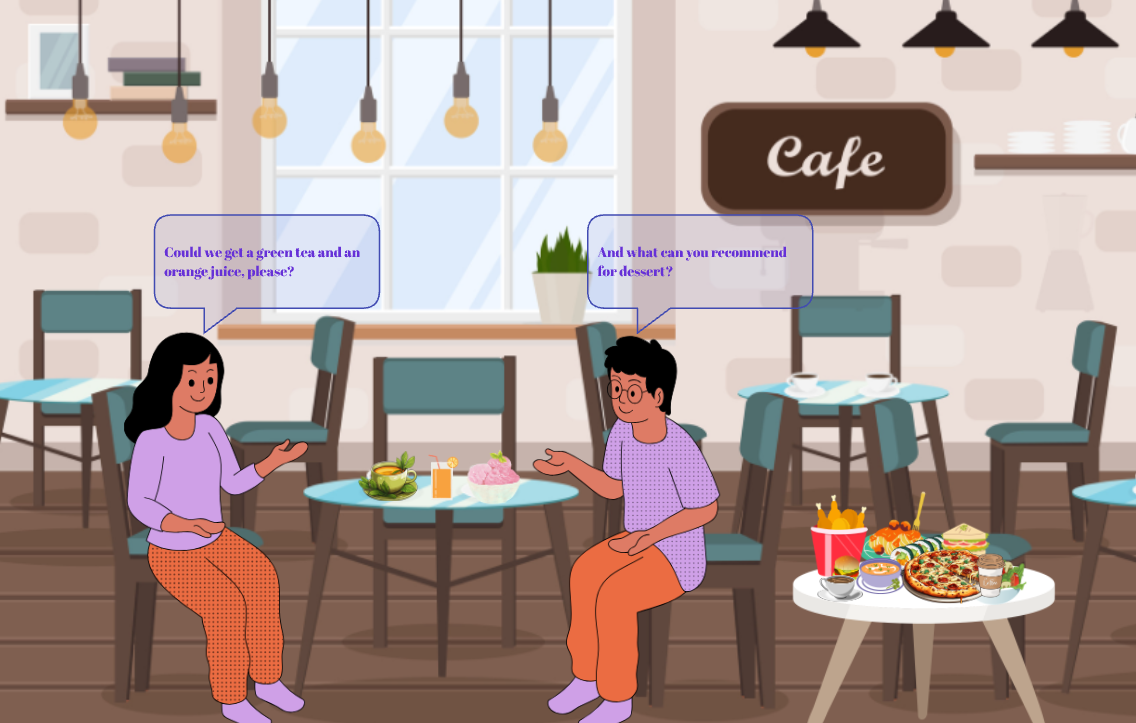 Cafe
Could we get a green tea and an
orange juice, please?
And what can you recommend
for dessert?